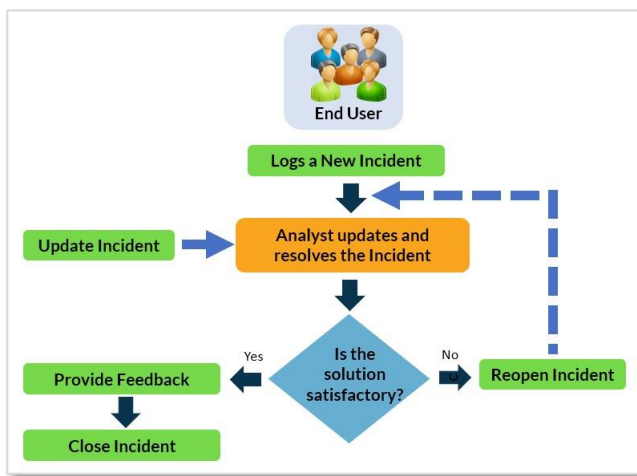 End User
Logs a New Incident
Update Incident
Analyst updates and
resolves the Incident
Is the
solution
satisfactory?
Yes
No
Provide Feedback
Reopen Incident
Close Incident